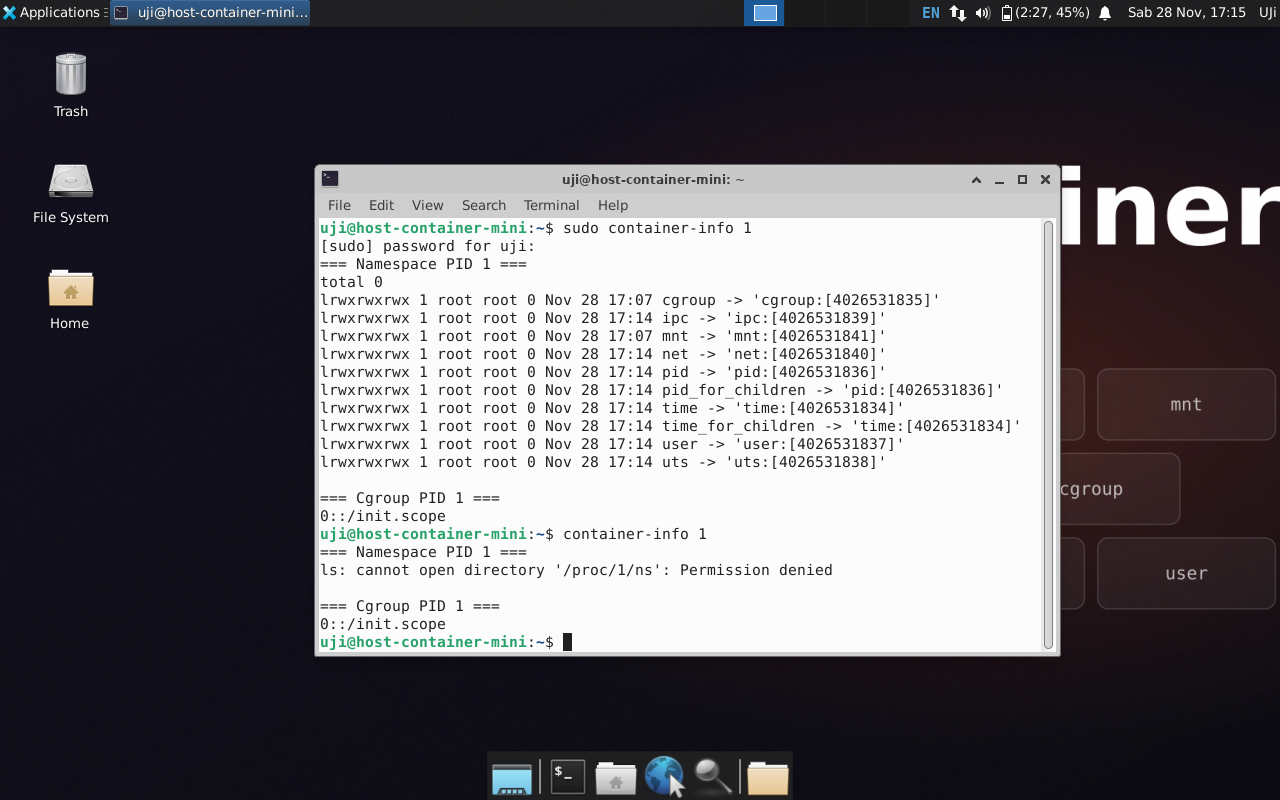 Applications
uji@host-container-mini...
EN
(2:27, 45%)
Sab 28 Nov, 17:15
UJi
Trash
File System
Home
iner
mnt
cgroup
user
uji@host-container-mini: ~
File Edit View Search Terminal Help
uji@host-container-mini:~$ sudo container-info 1
[sudo] password for uji:
=== Namespace PID 1 ===
total 0
lrwxrwxrwx 1 root root 0 Nov 28 17:07 cgroup -> 'cgroup:[4026531835]'
lrwxrwxrwx 1 root root 0 Nov 28 17:14 ipc -> 'ipc:[4026531839]'
lrwxrwxrwx 1 root root 0 Nov 28 17:07 mnt -> 'mnt:[4026531841]'
lrwxrwxrwx 1 root root 0 Nov 28 17:14 net -> 'net:[4026531840]'
lrwxrwxrwx 1 root root 0 Nov 28 17:14 pid -> 'pid:[4026531836]'
lrwxrwxrwx 1 root root 0 Nov 28 17:14 pid_for_children -> 'pid:[4026531836]'
lrwxrwxrwx 1 root root 0 Nov 28 17:14 time -> 'time:[4026531834]'
lrwxrwxrwx 1 root root 0 Nov 28 17:14 time_for_children -> 'time:[4026531834]'
lrwxrwxrwx 1 root root 0 Nov 28 17:14 user -> 'user:[4026531837]'
lrwxrwxrwx 1 root root 0 Nov 28 17:14 uts -> 'uts:[4026531838]'
=== Cgroup PID 1 ===
0::/init.scope
uji@host-container-mini:~$ container-info 1
=== Namespace PID 1 ===
ls: cannot open directory '/proc/1/ns': Permission denied
=== Cgroup PID 1 ===
0::/init.scope
uji@host-container-mini:~$